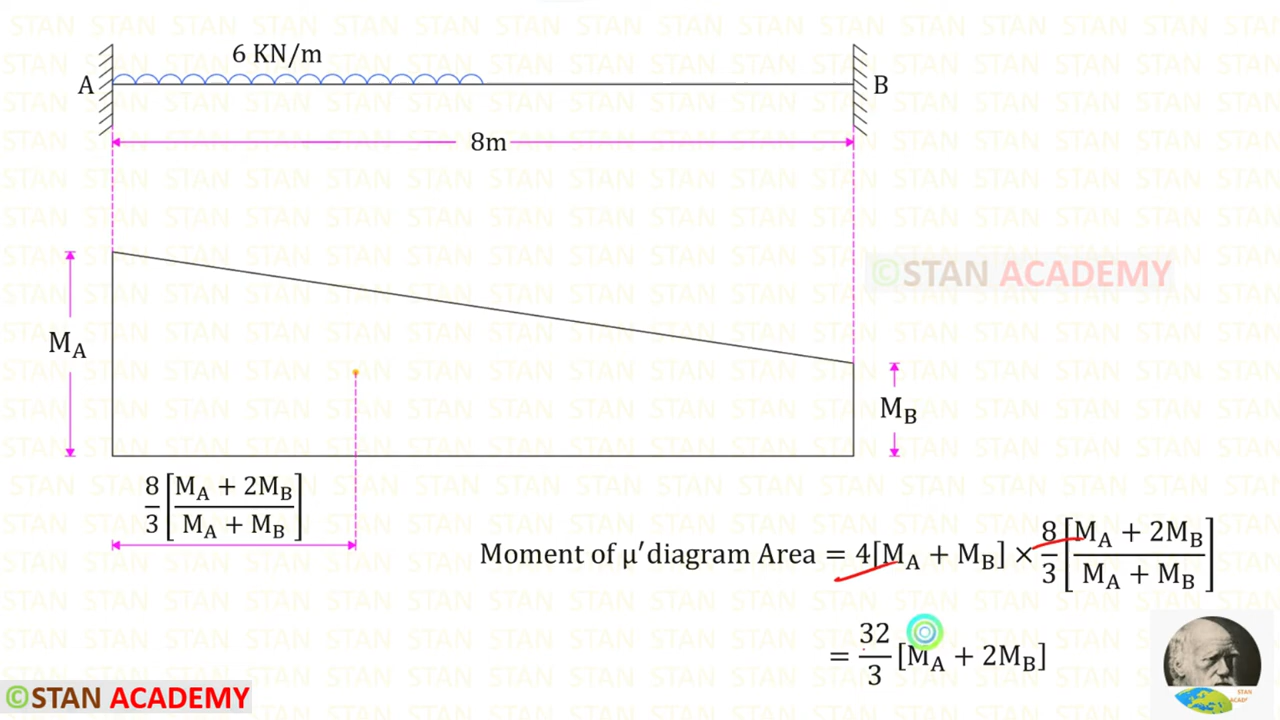 6 KN/m
A
B
8m
©STAN ACADEMY
M_A
M_B
8/3 [(M_A + 2M_B)/(M_A + M_B)]
Moment of μ′ diagram Area = 4[M_A + M_B] × 8/3 [(M_A + 2M_B)/(M_A + M_B)]
= 32/3 [M_A + 2M_B]
©STAN ACADEMY